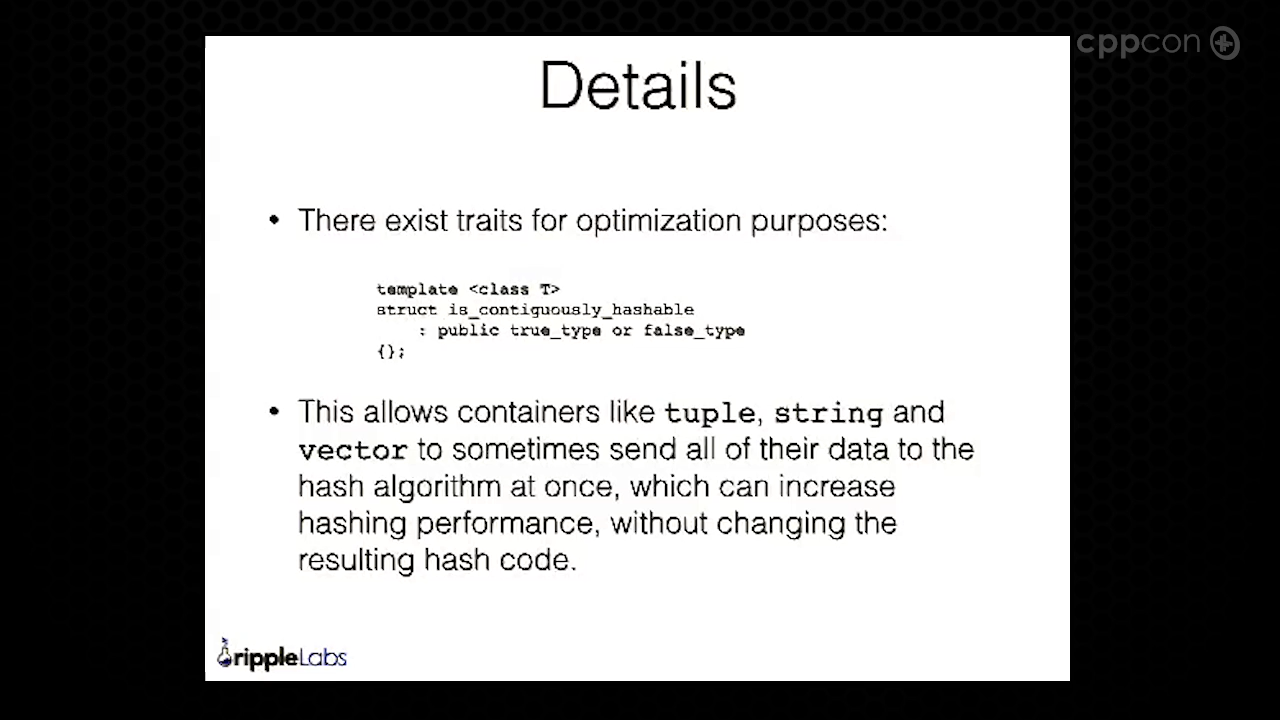 cppcon
Details
• There exist traits for optimization purposes:
template <class T>
struct is_contiguously_hashable
: public true_type or false_type
{};
• This allows containers like tuple, string and
vector to sometimes send all of their data to the
hash algorithm at once, which can increase
hashing performance, without changing the
resulting hash code.
rippleLabs